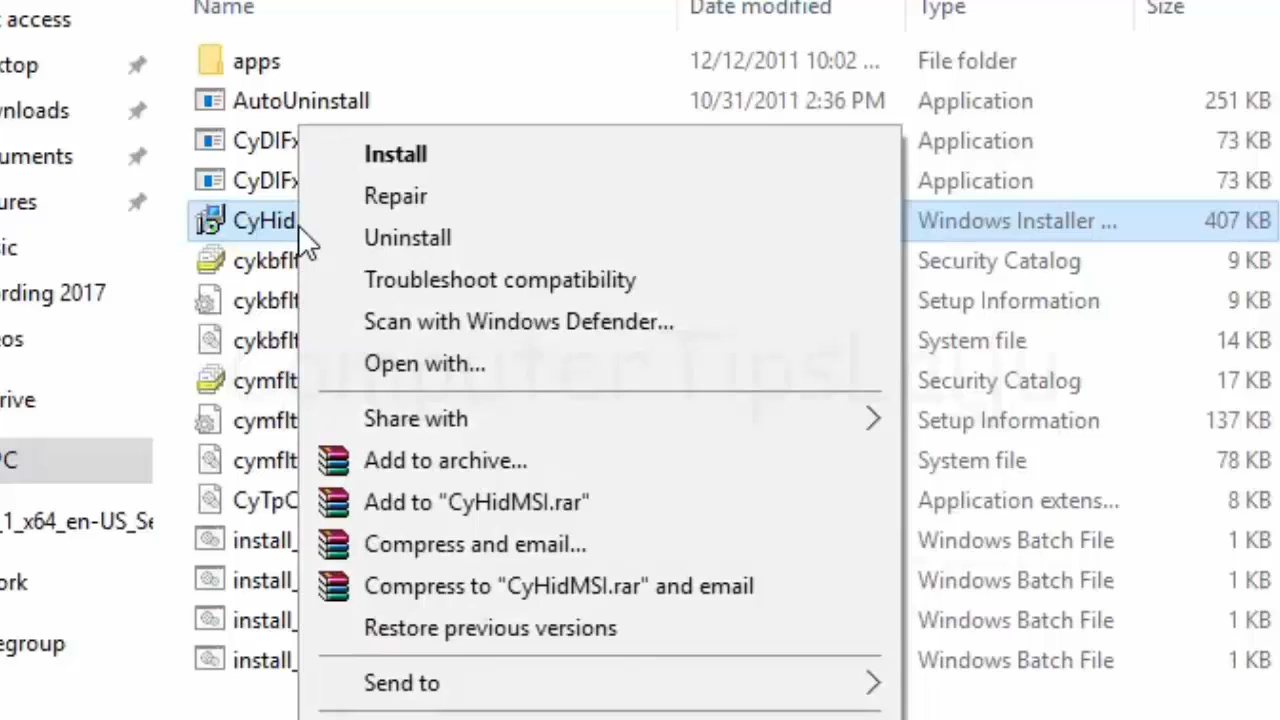 Name Date modified Type Size
access
apps 12/12/2011 10:02 ... File folder
top
AutoUninstall 10/31/2011 2:36 PM Application 251 KB
wnloads
CyDIFx Application 73 KB
Install
uments
CyDIFx Application 73 KB
Repair
ures
CyHid Windows Installer ... 407 KB
Uninstall
ic
cykbflt Security Catalog 9 KB
Troubleshoot compatibility
ording 2017
cykbflt Setup Information 9 KB
Scan with Windows Defender...
os
cykbflt System file 14 KB
Open with...
cymflt Security Catalog 17 KB
rive
Share with
cymflt Setup Information 137 KB
PC
Add to archive...
cymflt System file 78 KB
Add to "CyHidMSI.rar"
CyTpC Application extens... 8 KB
_1_x64_en-US_Se
Compress and email...
install_ Windows Batch File 1 KB
ork
Compress to "CyHidMSI.rar" and email
install_ Windows Batch File 1 KB
Restore previous versions
install_ Windows Batch File 1 KB
egroup
install_ Windows Batch File 1 KB
Send to